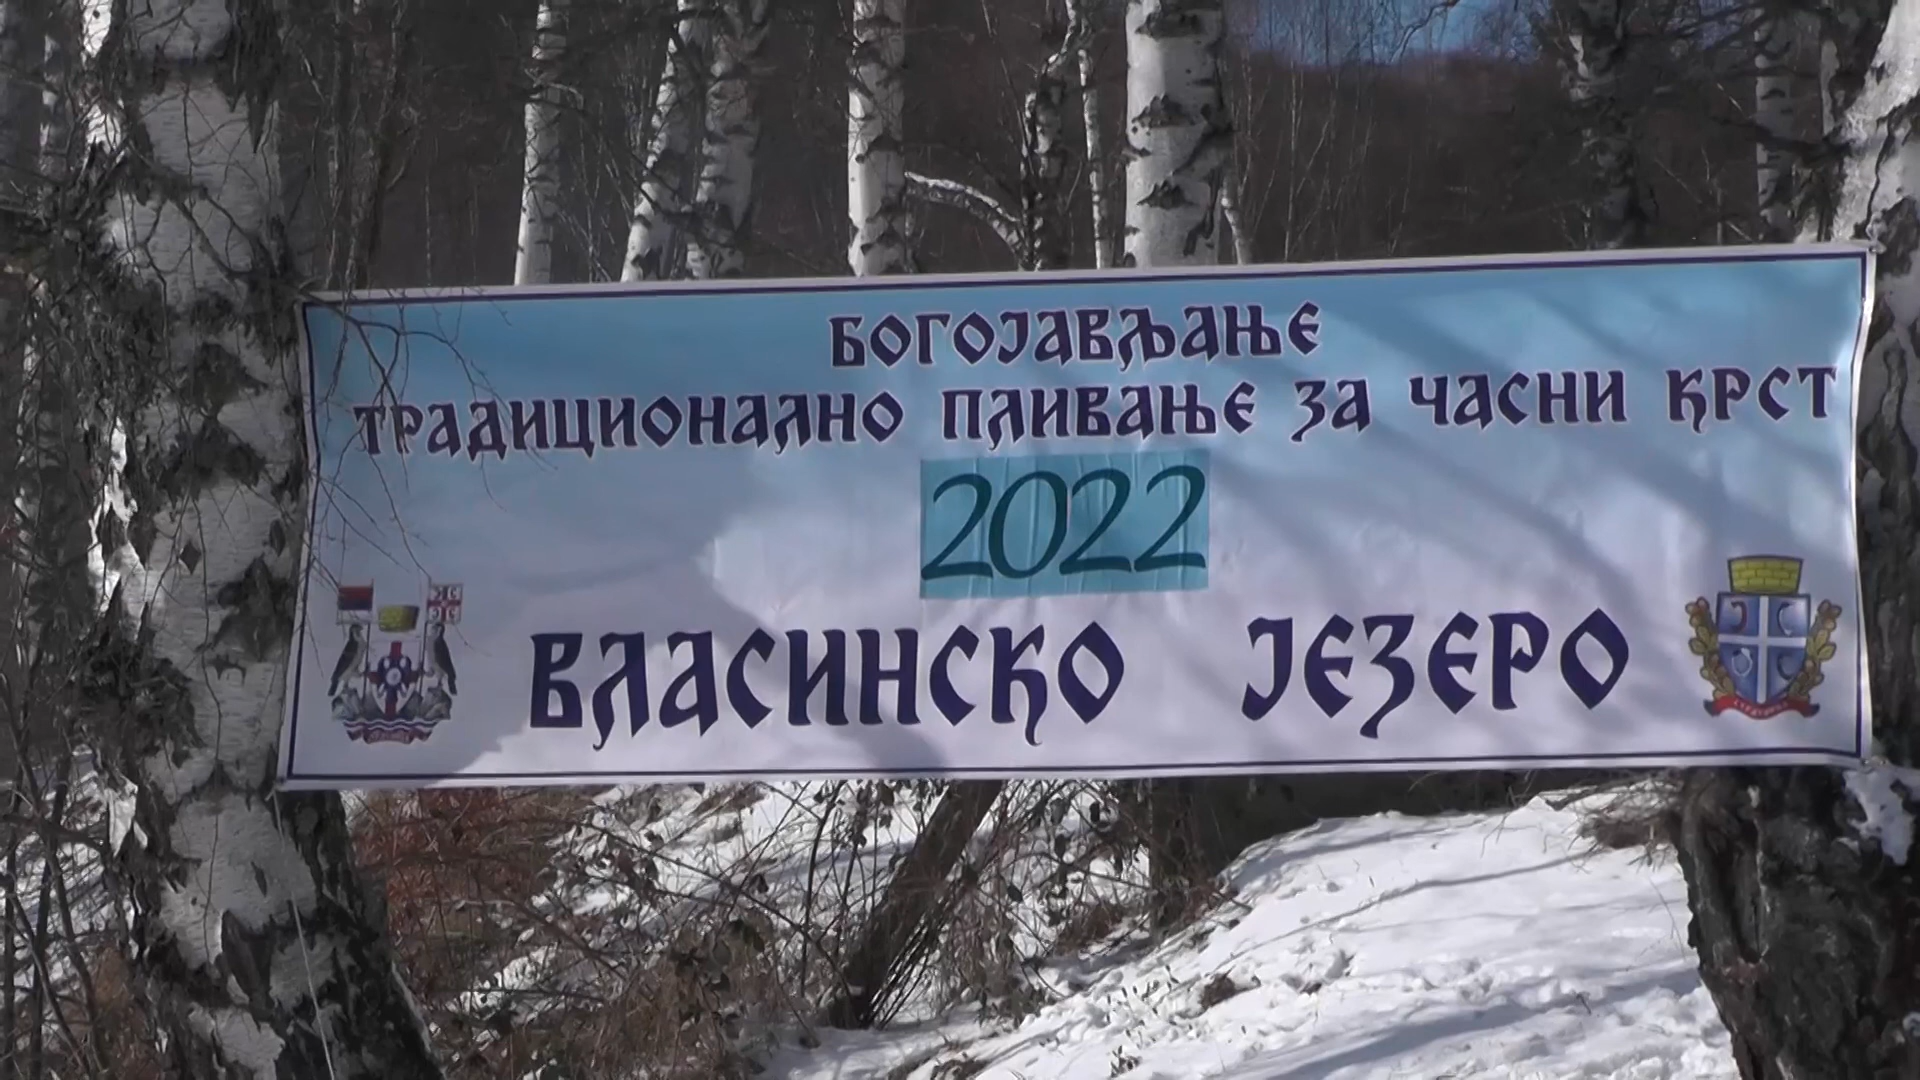 БОГОЈАВЉАЊЕ
ТРАДИЦИОНАЛНО ПЛИВАЊЕ ЗА ЧАСНИ КРСТ
2022
ВЛАСИНСКО ЈЕЗЕРО